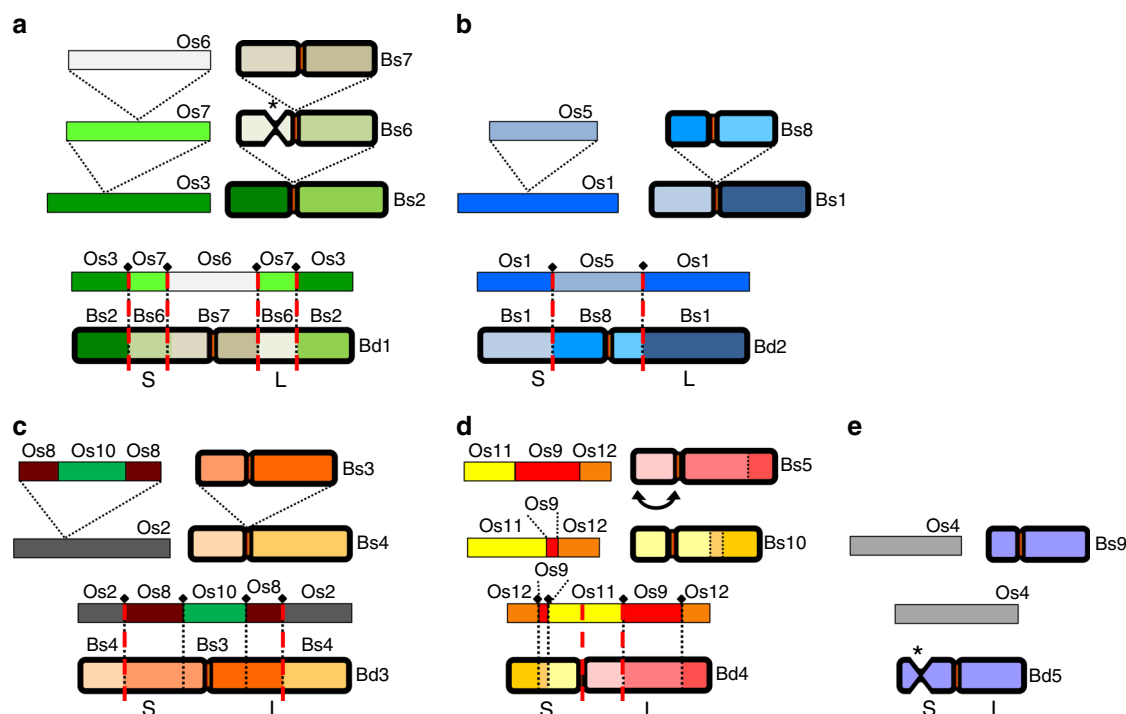 a
Os6
Bs7
Os7
*
Bs6
Os3
Bs2
Os3 Os7 Os6 Os7 Os3
Bs2 Bs6 Bs7 Bs6 Bs2
Bd1
S L
b
Os5
Bs8
Os1
Bs1
Os1 Os5 Os1
Bs1 Bs8 Bs1
Bd2
S L
c
Os8 Os10 Os8
Bs3
Os2
Bs4
Os2 Os8 Os10 Os8 Os2
Bs4 Bs3 Bs4
Bd3
S L
d
Os11 Os9 Os12
Bs5
Os9
Os11 Os12
Bs10
Os9
Os12 Os11 Os9 Os12
Bd4
S L
e
Os4
Bs9
Os4
*
Bd5
S L